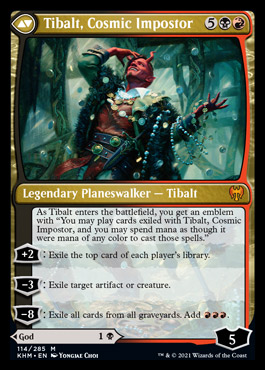 Tibalt, Cosmic Impostor 5
Legendary Planeswalker — Tibalt
As Tibalt enters the battlefield, you get an
emblem with “You may play cards
exiled with Tibalt, Cosmic
Impostor, and you may spend mana as though it
were mana of any color to cast those spells.”
+2 : Exile the top card of each player's library.
−3 : Exile target artifact or creature.
−8 : Exile all cards from all graveyards. Add
God 1
5
114/285 M
KHM • EN Yongjae Choi
™ & © 2021 Wizards of the Coast